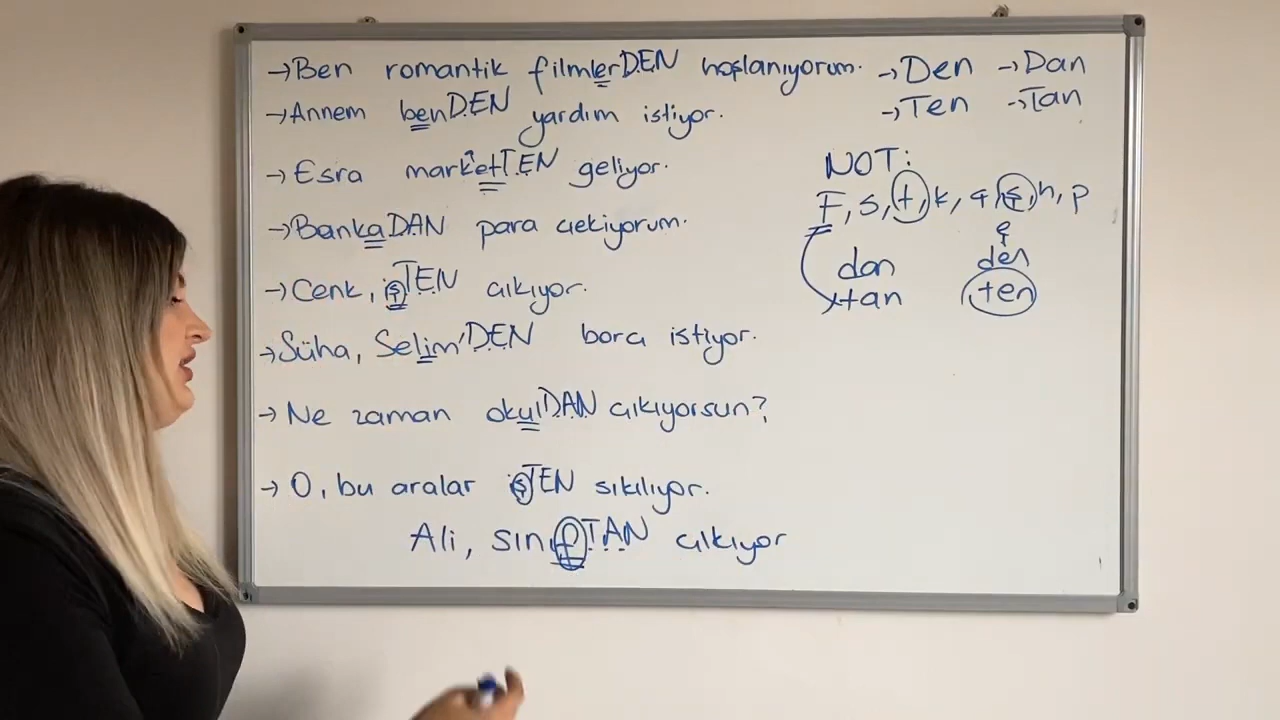 →Ben romantik filmlerDEN hoşlanıyorum.
→Annem benDEN yardım istiyor.
→Esra marketTEN geliyor.
→BankaDAN para çekiyorum.
→Cenk, işTEN çıkıyor.
→Süha, Selim'DEN borç istiyor.
→Ne zaman okulDAN çıkıyorsun?
→O, bu aralar işTEN sıkılıyor.
Ali, sınıfTAN çıkıyor
→Den →Dan
→Ten →Tan
NOT:
F, s, t, k, ç, ş, h, p
ç
dan den
tan ten